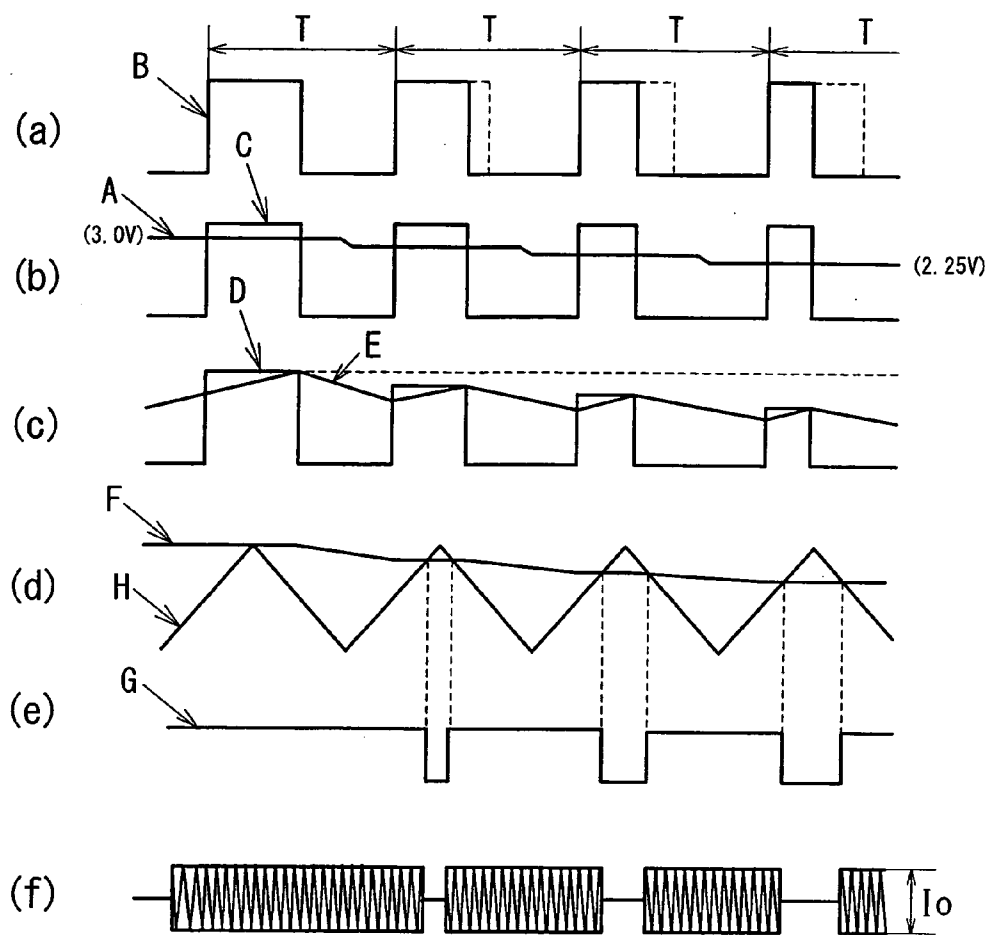 T T T T
B
(a)
C
A
(3.0V)
(b)
(2.25V)
D
E
(c)
F
(d)
H
G
(e)
(f)
Io